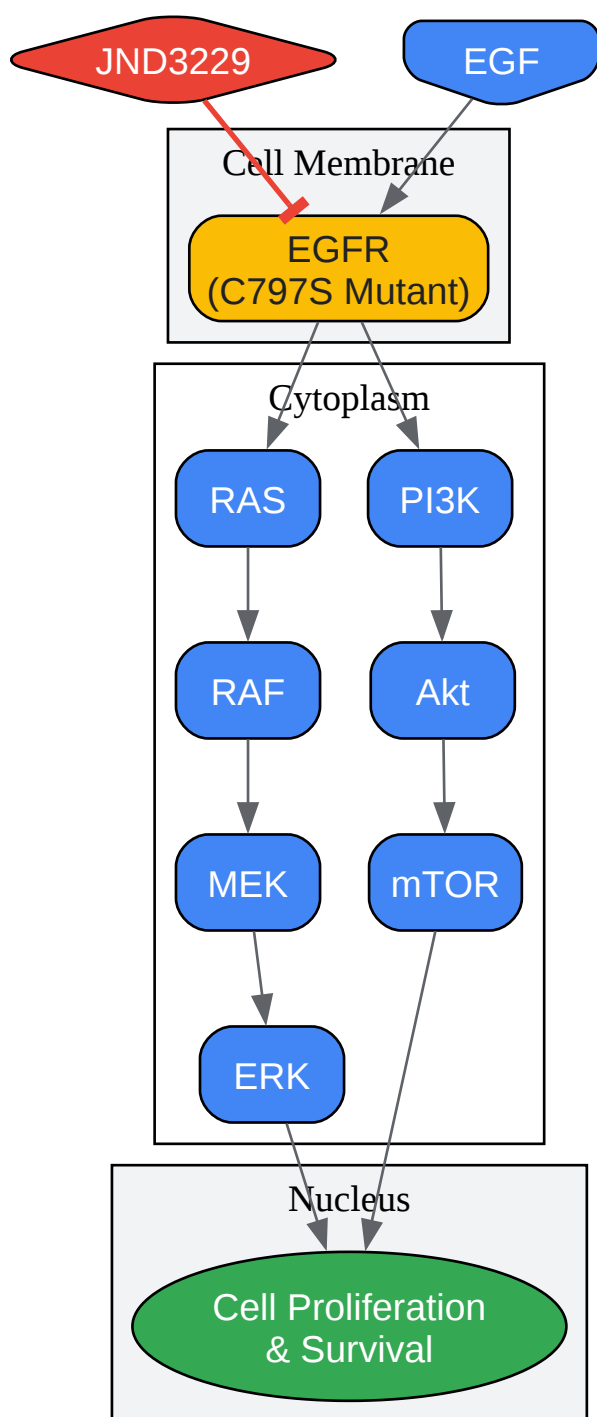 JND3229
EGF
Cell Membrane
EGFR
(C797S Mutant)
Cytoplasm
RAS
PI3K
RAF
Akt
MEK
mTOR
ERK
Nucleus
Cell Proliferation
& Survival